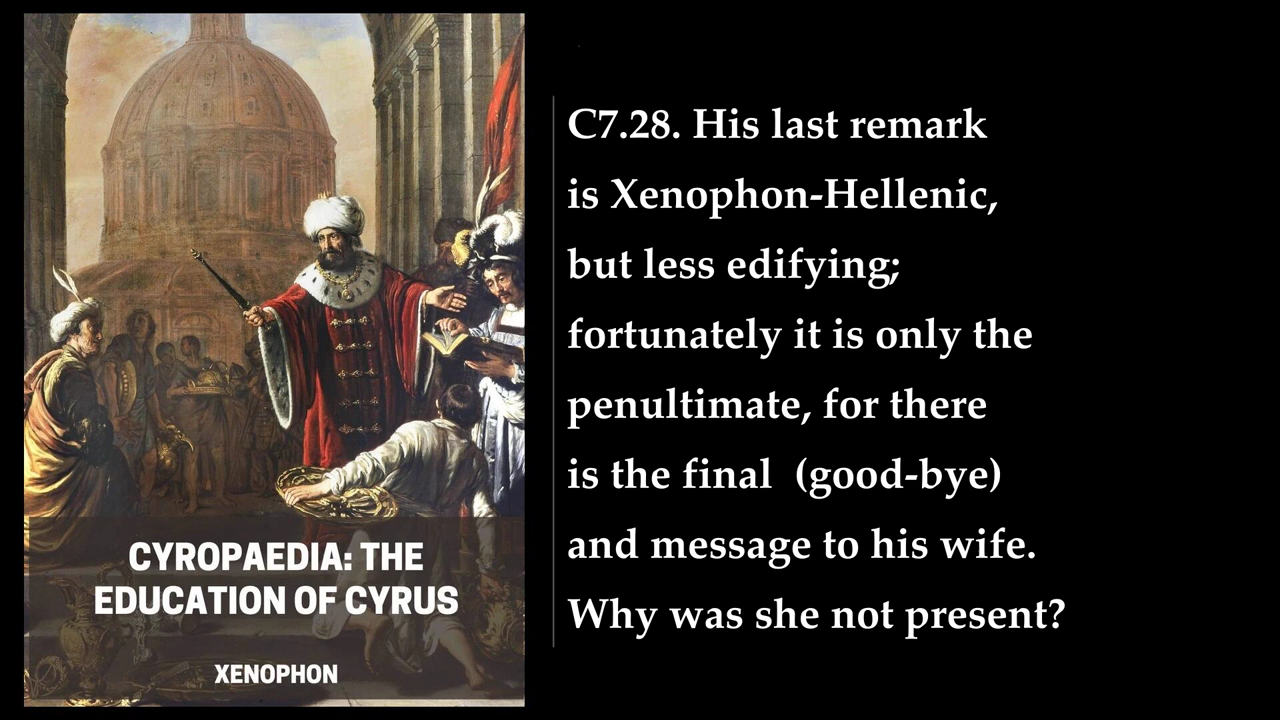 CYROPAEDIA: THE
EDUCATION OF CYRUS
XENOPHON
C7.28. His last remark
is Xenophon-Hellenic,
but less edifying;
fortunately it is only the
penultimate, for there
is the final  (good-bye)
and message to his wife.
Why was she not present?